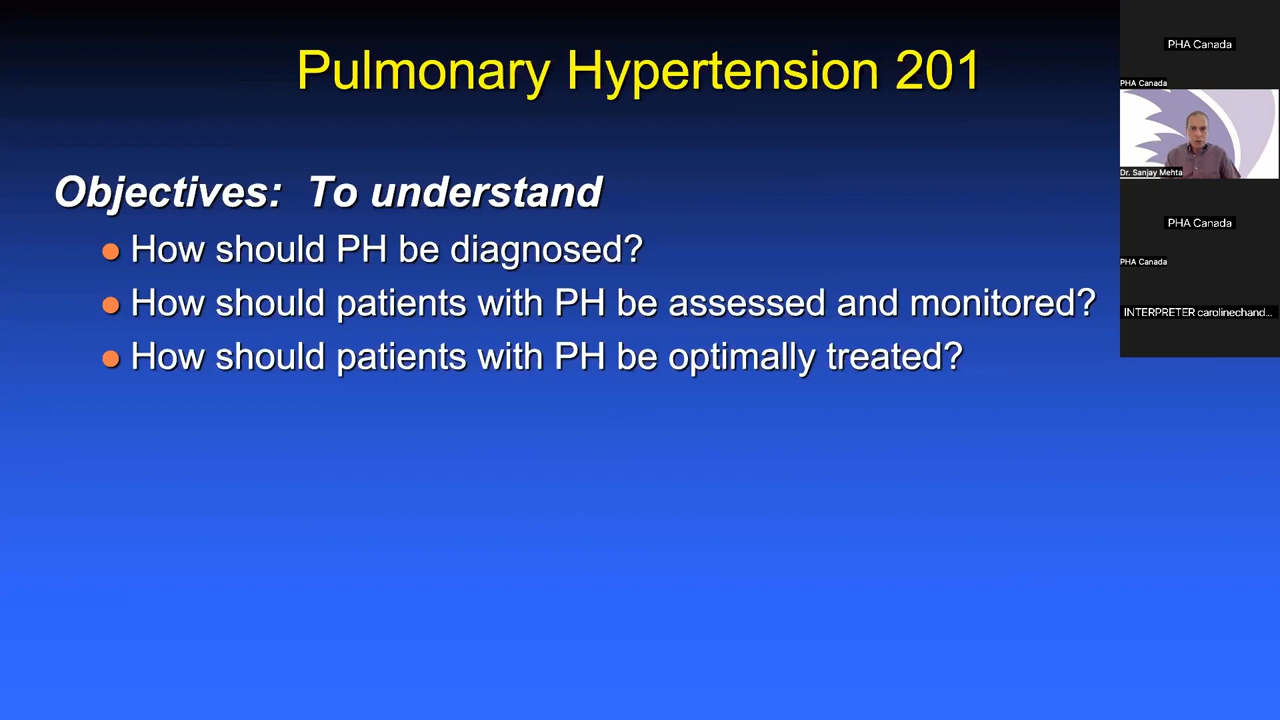 Pulmonary Hypertension 201
Objectives: To understand
How should PH be diagnosed?
How should patients with PH be assessed and monitored?
How should patients with PH be optimally treated?
PHA Canada
PHA Canada
Dr. Sanjay Mehta
PHA Canada
PHA Canada
INTERPRETER carolinechand...